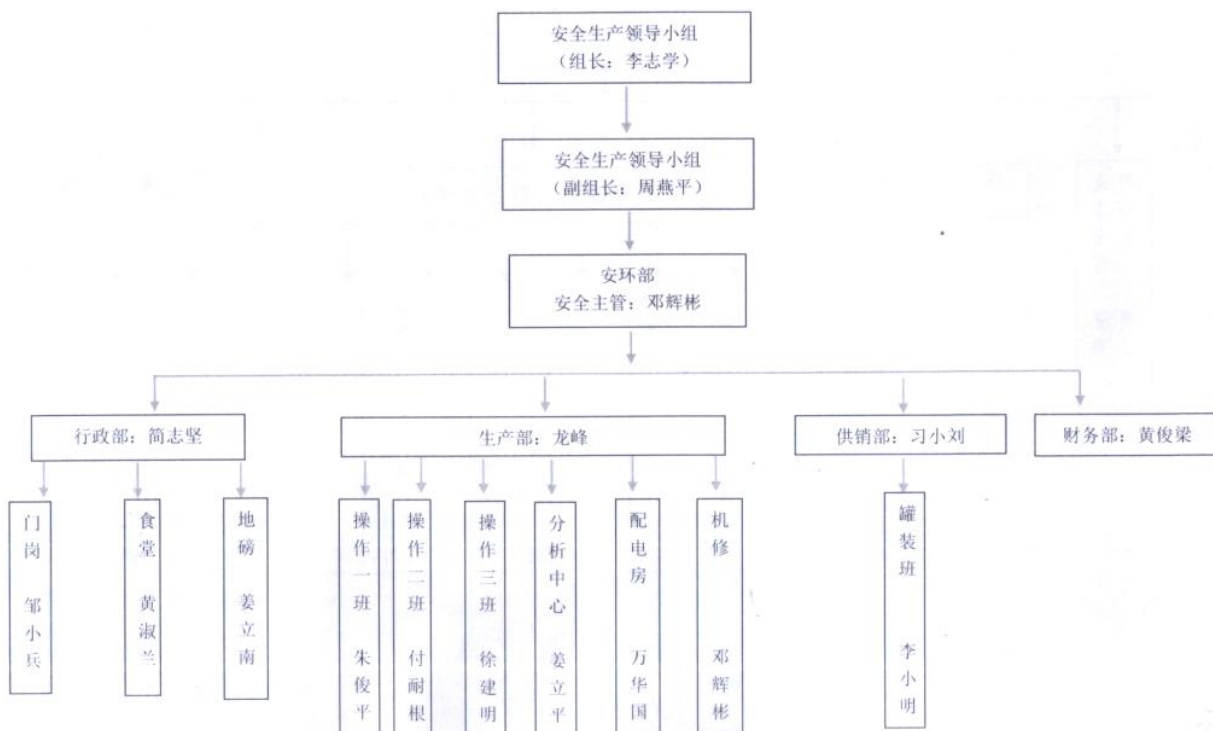 安全生产领导小组
（组长：李志学）
安全生产领导小组
（副组长：周燕平）
安环部
安全主管：邓辉彬
行政部：简志坚
生产部：龙峰
供销部：习小刘
财务部：黄俊梁
门岗 邹小兵
食堂 黄淑兰
地磅 姜立南
操作一班 朱俊平
操作二班 付耐根
操作三班 徐建明
分析中心 姜立平
配电房 万华国
机修 邓辉彬
罐装班 李小明